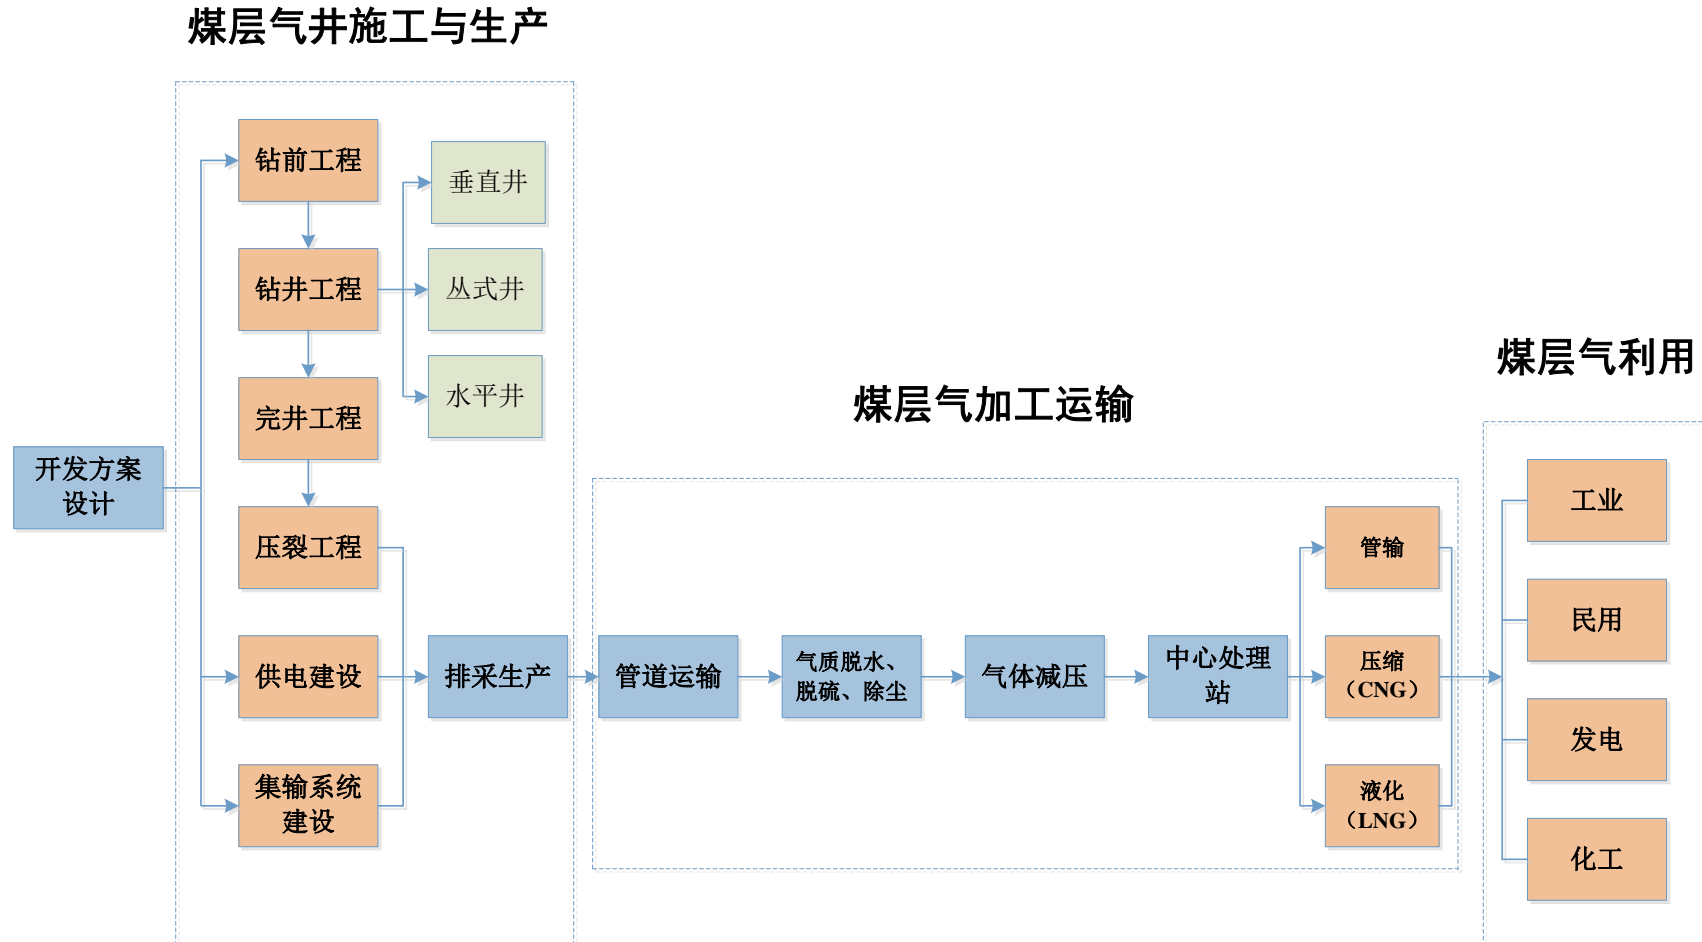 煤层气井施工与生产
钻前工程
垂直井
钻井工程
丛式井
完井工程
水平井
开发方案
设计
压裂工程
供电建设
排采生产
集输系统
建设
煤层气加工运输
管道运输
气质脱水、
脱硫、除尘
气体减压
中心处理
站
管输
压缩
（CNG）
液化
（LNG）
煤层气利用
工业
民用
发电
化工